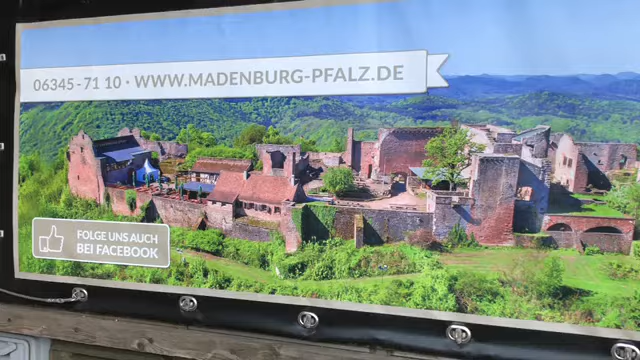 06345-71 10 · WWW.MADENBURG-PFALZ.DE
FOLGE UNS AUCH
BEI FACEBOOK